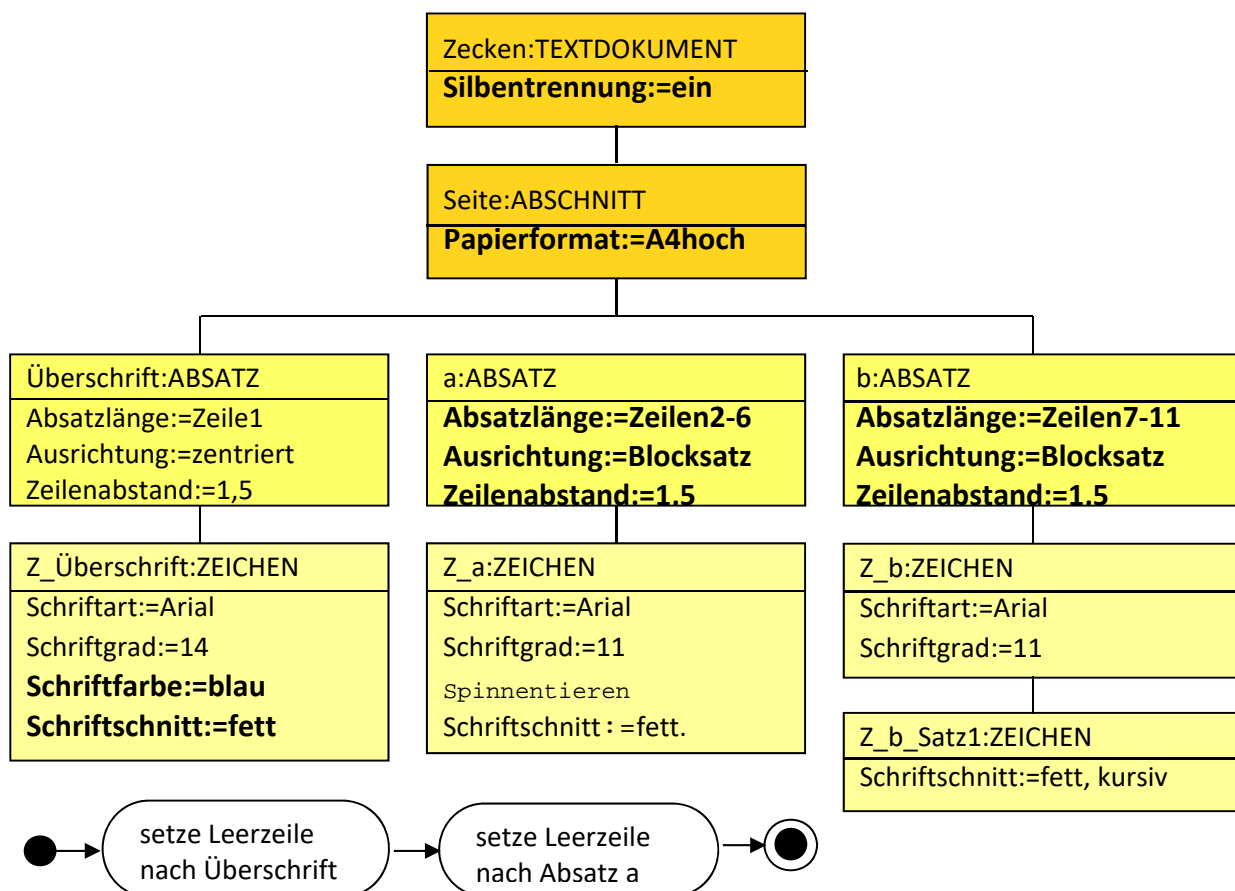 Zecken:TEXTDOKUMENT
Silbentrennung:=ein
Seite:ABSCHNITT
Papierformat:=A4hoch
Überschrift:ABSATZ
Absatzlänge:=Zeile1
Ausrichtung:=zentriert
Zeilenabstand:=1,5
a:ABSATZ
Absatzlänge:=Zeilen2-6
Ausrichtung:=Blocksatz
Zeilenabstand:=1.5
b:ABSATZ
Absatzlänge:=Zeilen7-11
Ausrichtung:=Blocksatz
Zeilenabstand:=1.5
Z_Überschrift:ZEICHEN
Schriftart:=Arial
Schriftgrad:=14
Schriftfarbe:=blau
Schriftschnitt:=fett
Z_a:ZEICHEN
Schriftart:=Arial
Schriftgrad:=11
Spinnentieren
Schriftschnitt:=fett.
Z_b:ZEICHEN
Schriftart:=Arial
Schriftgrad:=11
Z_b_Satz1:ZEICHEN
Schriftschnitt:=fett, kursiv
setze Leerzeile
nach Überschrift
setze Leerzeile
nach Absatz a